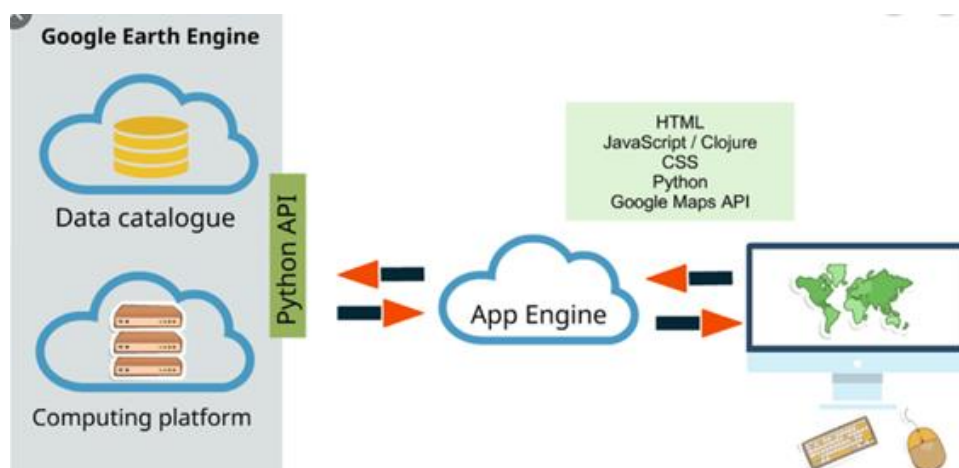 Google Earth Engine
Data catalogue
Computing platform
Python API
App Engine
HTML
JavaScript / Clojure
CSS
Python
Google Maps API